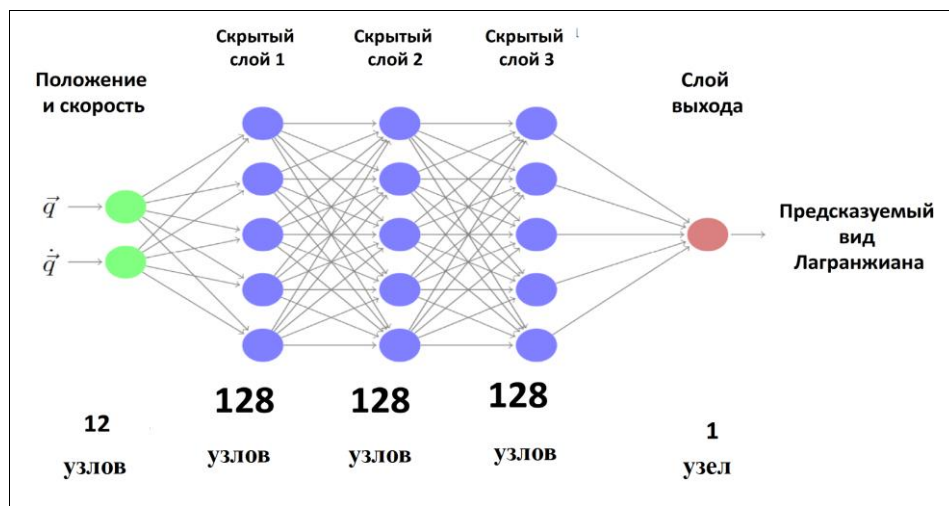 Положение
и скорость
Скрытый
слой 1
Скрытый
слой 2
Скрытый
слой 3
Слой
выхода
q⃗
q̇⃗
Предсказуемый
вид
Лагранжиана
12
узлов
128
узлов
128
узлов
128
узлов
1
узел